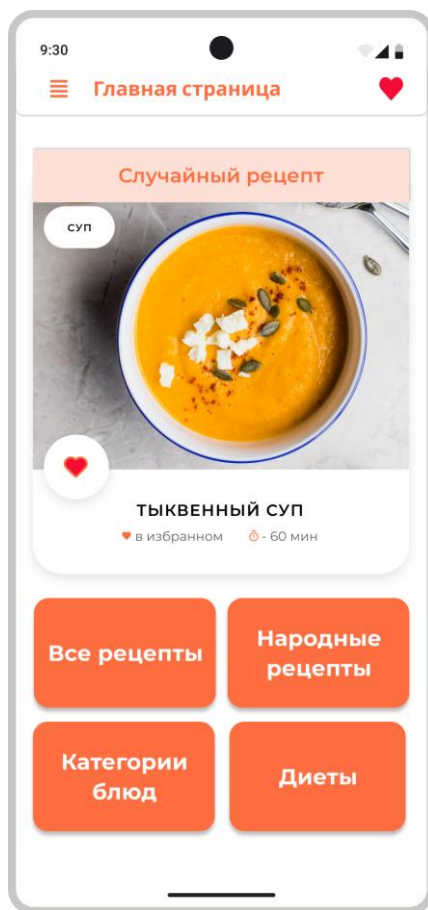 9:30
Главная страница
Случайный рецепт
СУП
ТЫКВЕННЫЙ СУП
в избранном - 60 мин
Все рецепты
Народные
рецепты
Категории
блюд
Диеты